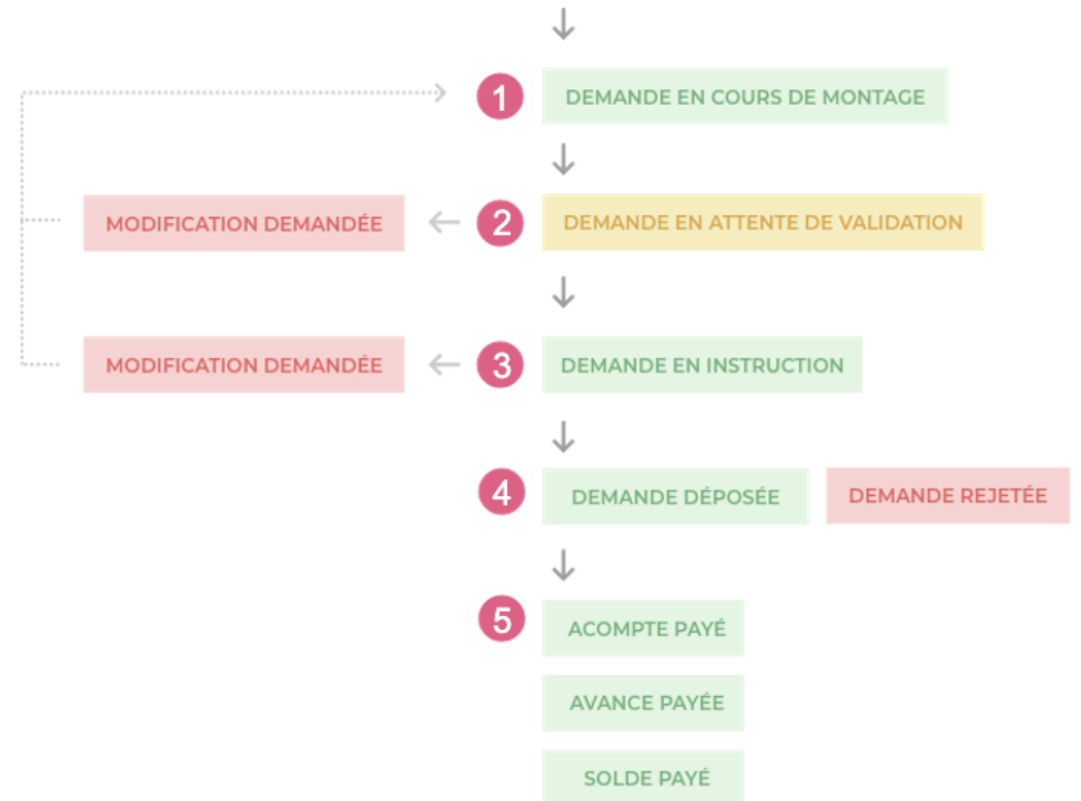 1 DEMANDE EN COURS DE MONTAGE
MODIFICATION DEMANDÉE 2 DEMANDE EN ATTENTE DE VALIDATION
MODIFICATION DEMANDÉE 3 DEMANDE EN INSTRUCTION
4 DEMANDE DÉPOSÉE DEMANDE REJETÉE
5 ACOMPTE PAYÉ
AVANCE PAYÉE
SOLDE PAYÉ